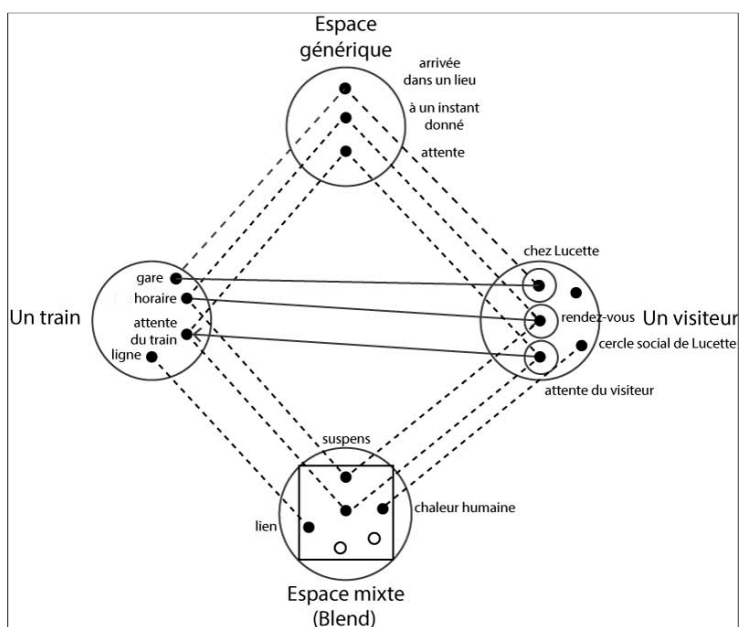 Espace
générique
arrivée
dans un lieu
à un instant
donné
attente
chez Lucette
gare
horaire
Un train
attente
du train
ligne
rendez-vous
Un visiteur
cercle social de Lucette
attente du visiteur
suspens
lien
chaleur humaine
Espace mixte
(Blend)